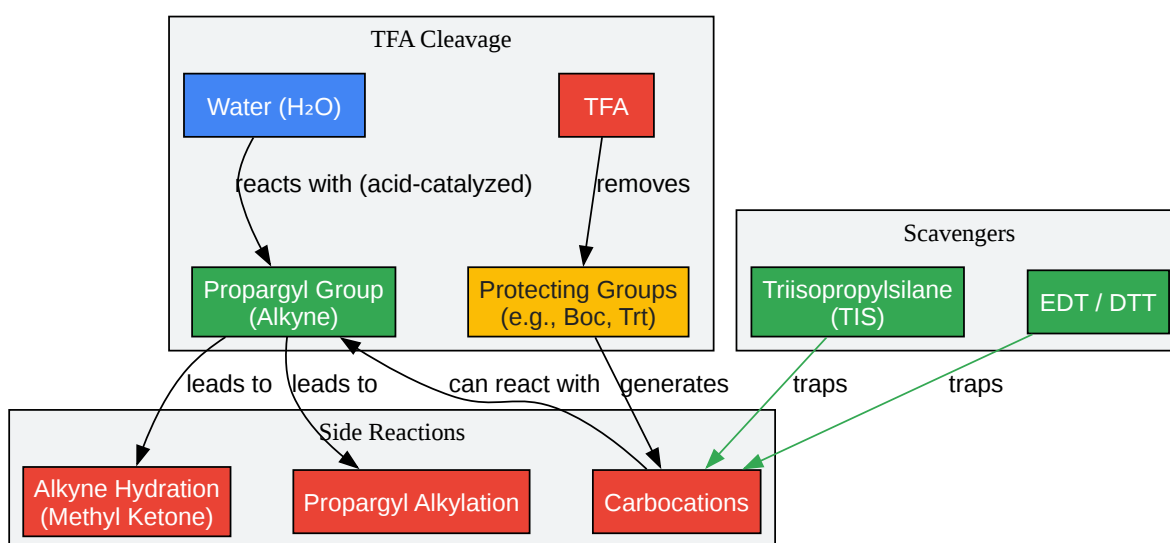 TFA Cleavage
Water (H₂O)
TFA
reacts with (acid-catalyzed)
removes
Scavengers
Propargyl Group
(Alkyne)
Protecting Groups
(e.g., Boc, Trt)
Triisopropylsilane
(TIS)
EDT / DTT
leads to
leads to
can react with
generates
traps
traps
Side Reactions
Alkyne Hydration
(Methyl Ketone)
Propargyl Alkylation
Carbocations